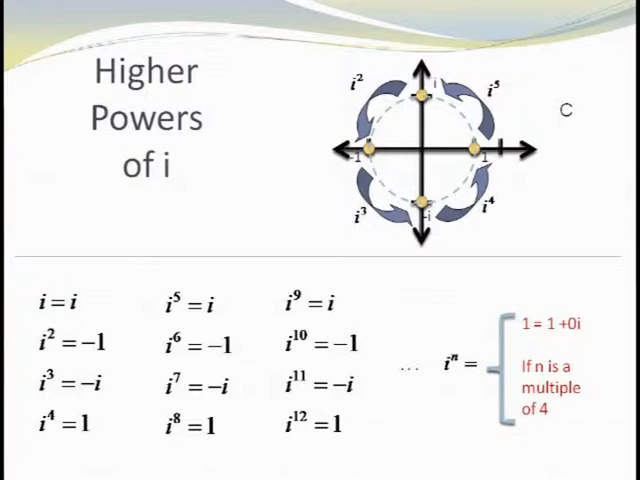 Higher
Powers
of i
i² i i⁵
C
-1 1
i³ -i i⁴
i = i i⁵ = i i⁹ = i
i² = −1 i⁶ = −1 i¹⁰ = −1
i³ = −i i⁷ = −i i¹¹ = −i
i⁴ = 1 i⁸ = 1 i¹² = 1
... iⁿ =
1 = 1 +0i
If n is a
multiple
of 4